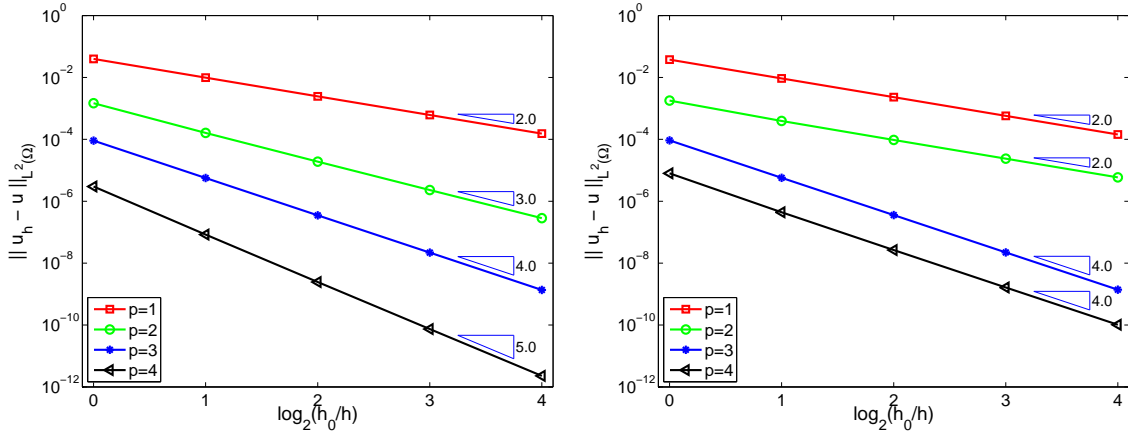 10^0
10^−2
10^−4
10^−6
10^−8
10^−10
10^−12
|| u_h − u ||_L^2(Ω)
2.0
3.0
4.0
5.0
p=1
p=2
p=3
p=4
0 1 2 3 4
log_2(h_0/h)
10^0
10^−2
10^−4
10^−6
10^−8
10^−10
10^−12
|| u_h − u ||_L^2(Ω)
2.0
2.0
4.0
4.0
p=1
p=2
p=3
p=4
0 1 2 3 4
log_2(h_0/h)